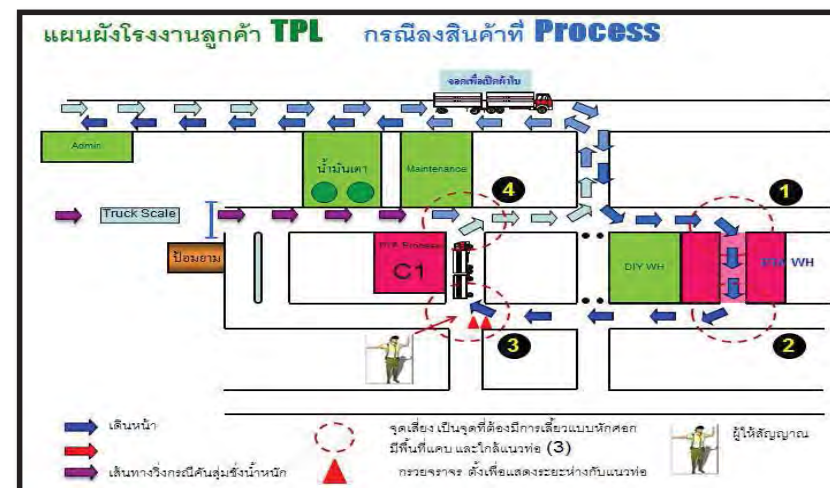 แผนผังโรงงานลูกค้า TPL กรณีลงสินค้าที่ Process
จอดเพื่อเปิดผ้าใบ
Admin
น้ำมันเตา
Maintenance
4
1
Truck Scale
ป้อมยาม
Process
C1
DIY WH
WH
3
2
เดินหน้า
จุดเสี่ยง เป็นจุดที่ต้องมีการเลี้ยวแบบหักศอก
มีพื้นที่แคบ และใกล้แนวท่อ (3)
ผู้ให้สัญญาณ
เส้นทางวิ่งกรณีคันสุ่มชั่งน้ำหนัก
กรวยจราจร ตั้งเพื่อแสดงระยะห่างกับแนวท่อ